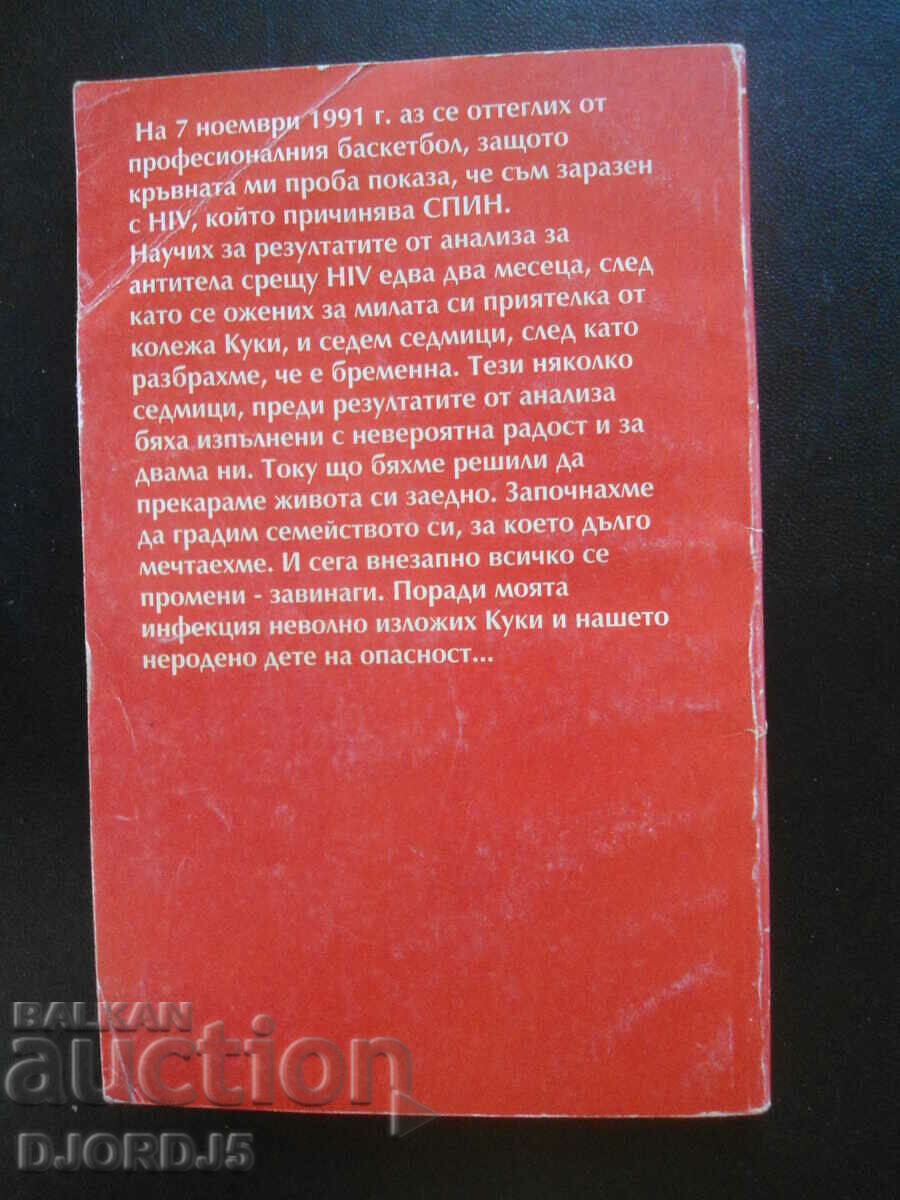 На 7 ноември 1991 г. аз се оттеглих от
професионалния баскетбол, защото
кръвната ми проба показа, че съм заразен
с HIV, който причинява СПИН.
Научих за резултатите от анализа за
антитела срещу HIV едва два месеца, след
като се ожених за милата си приятелка от
колежа Куки, и седем седмици, след като
разбрахме, че е бременна. Тези няколко
седмици, преди резултатите от анализа
бяха изпълнени с невероятна радост и за
двама ни. Току що бяхме решили да
прекараме живота си заедно. Започнахме
да градим семейството си, за което дълго
мечтаехме. И сега внезапно всичко се
промени - завинаги. Поради моята
инфекция неволно изложих Куки и нашето
неродено дете на опасност...
BALKAN
auction
DJORDJ5